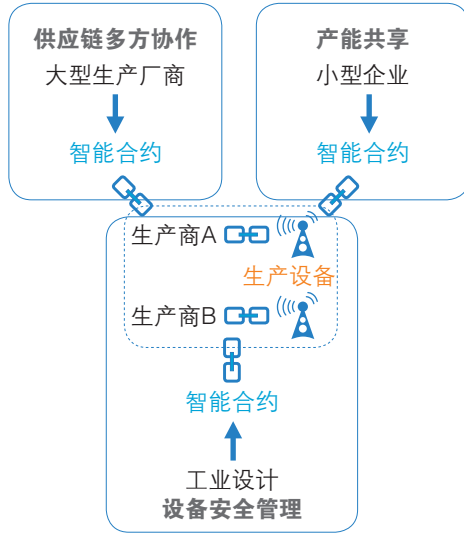 供应链多方协作
大型生产厂商
智能合约
产能共享
小型企业
智能合约
生产商A
生产设备
生产商B
智能合约
工业设计
设备安全管理